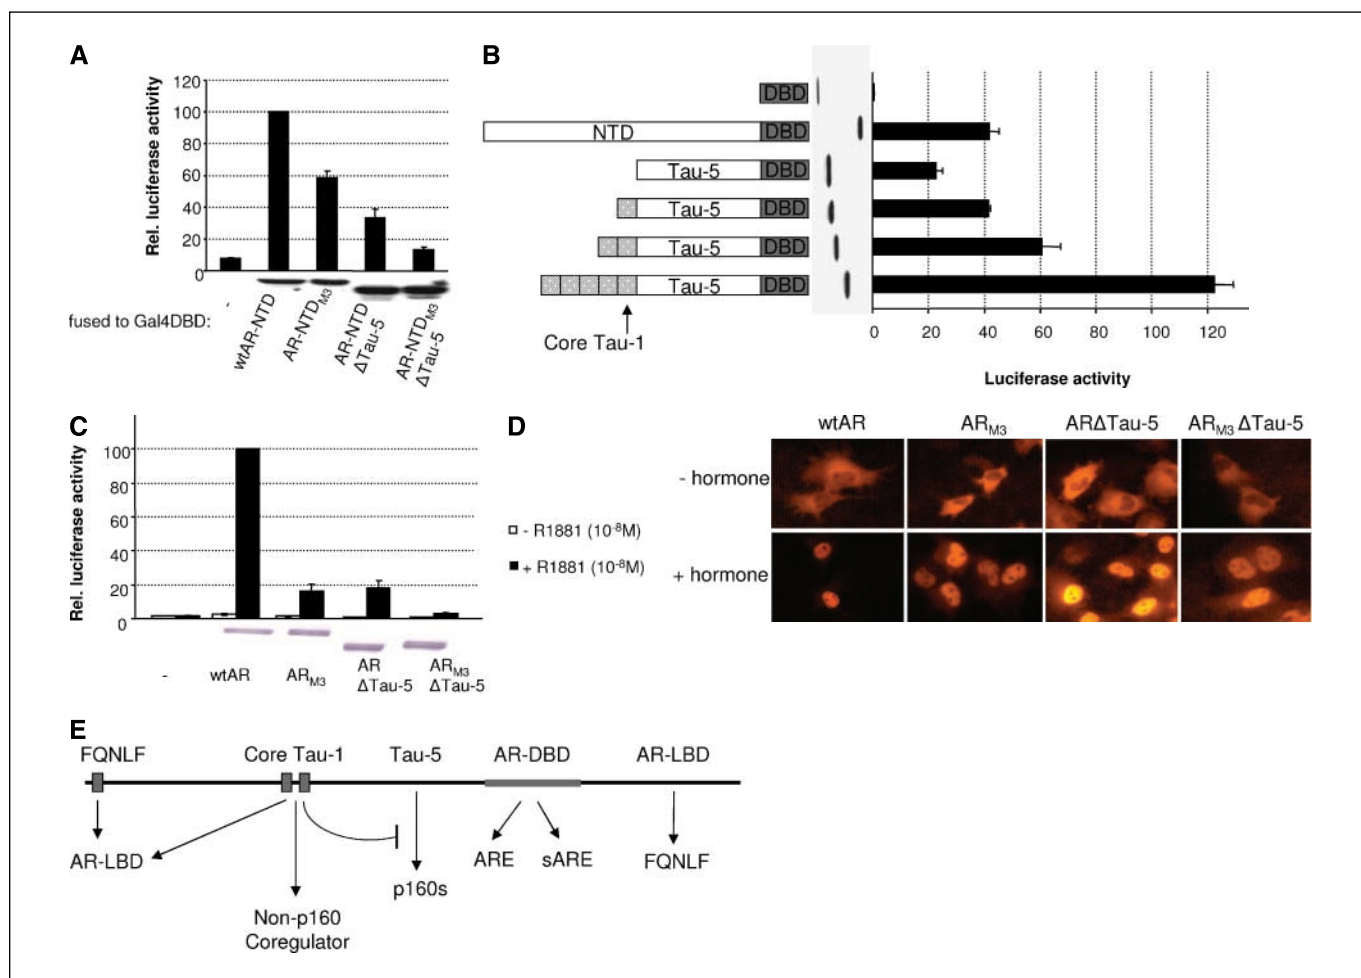 A
Rel. luciferase activity
120
100
80
60
40
20
0
fused to Gal4DBD:
-
wtAR-NTD
AR-NTDM3
AR-NTD
ΔTau-5
AR-NTDM3
ΔTau-5
B
DBD
NTD DBD
Tau-5 DBD
Tau-5 DBD
Tau-5 DBD
Tau-5 DBD
Core Tau-1
0 20 40 60 80 100 120
Luciferase activity
C
Rel. luciferase activity
100
80
60
40
20
0
- wtAR ARM3 AR ARM3
ΔTau-5 ΔTau-5
- R1881 (10-8M)
+ R1881 (10-8M)
D
wtAR ARM3 ARΔTau-5 ARM3 ΔTau-5
- hormone
+ hormone
E
FQNLF Core Tau-1 Tau-5 AR-DBD AR-LBD
AR-LBD ARE sARE FQNLF
p160s
Non-p160
Coregulator